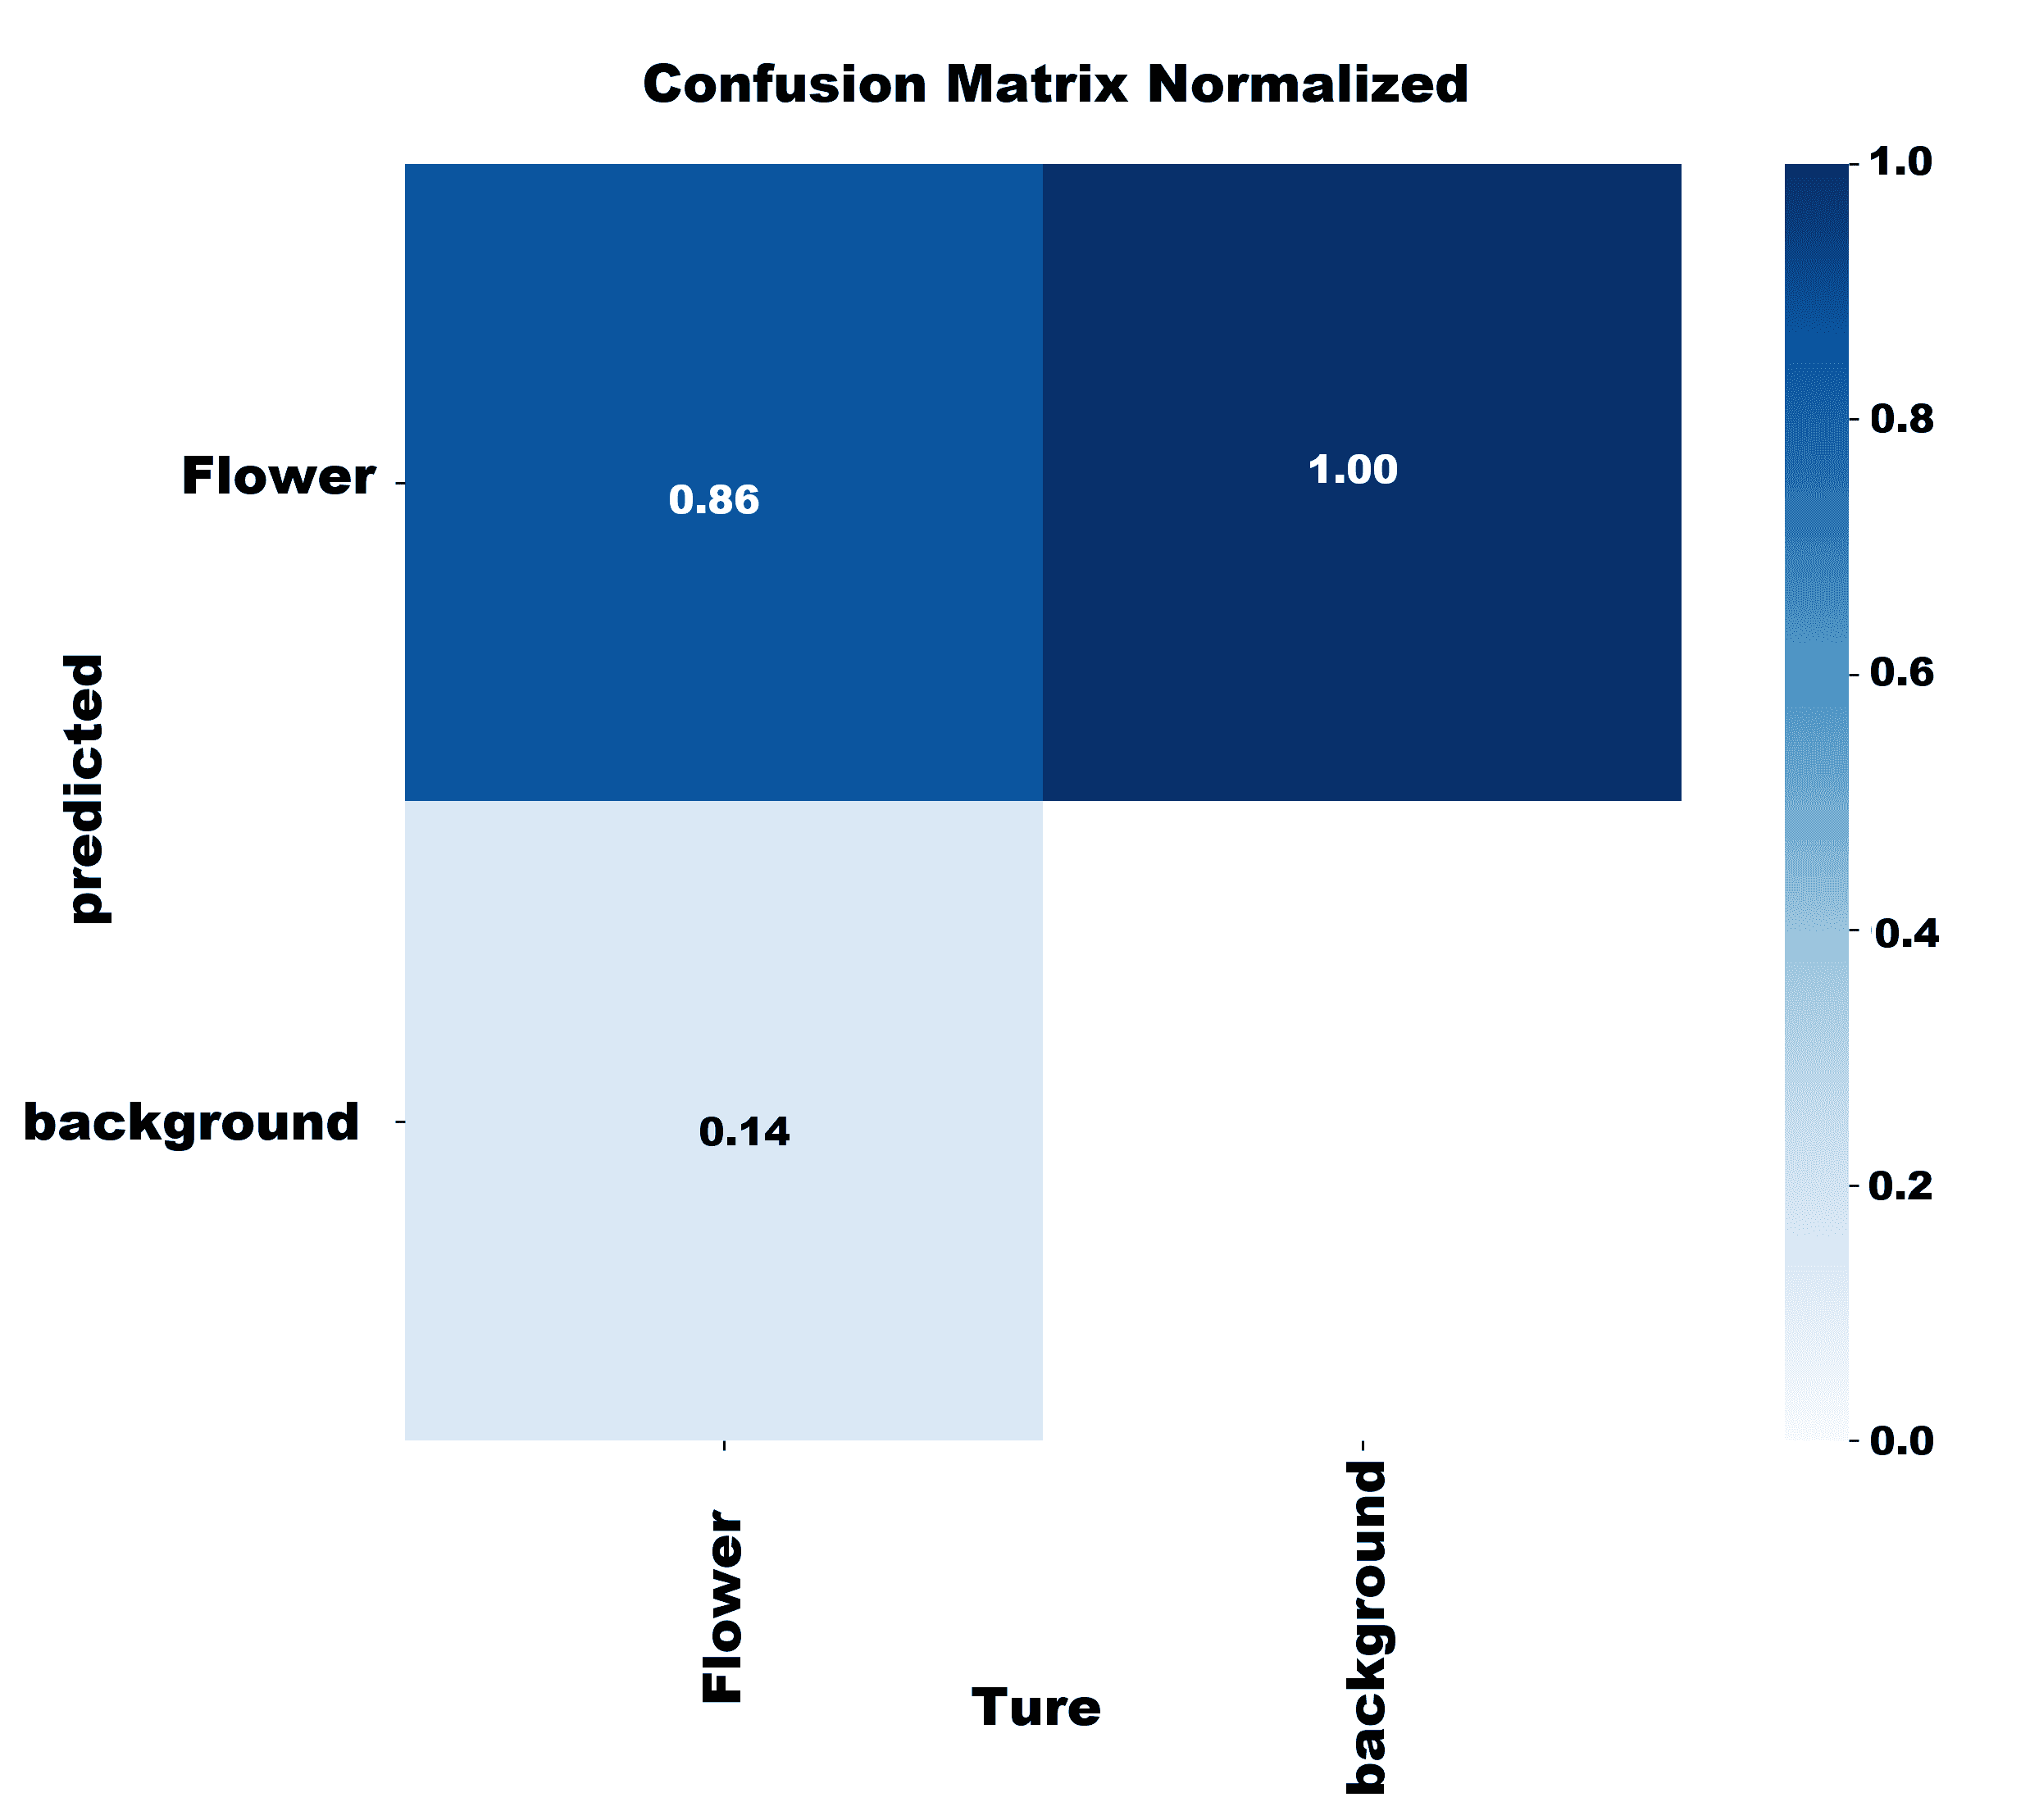 Confusion Matrix Normalized
Flower
background
predicted
0.86
1.00
0.14
Flower
background
Ture
1.0
0.8
0.6
0.4
0.2
0.0